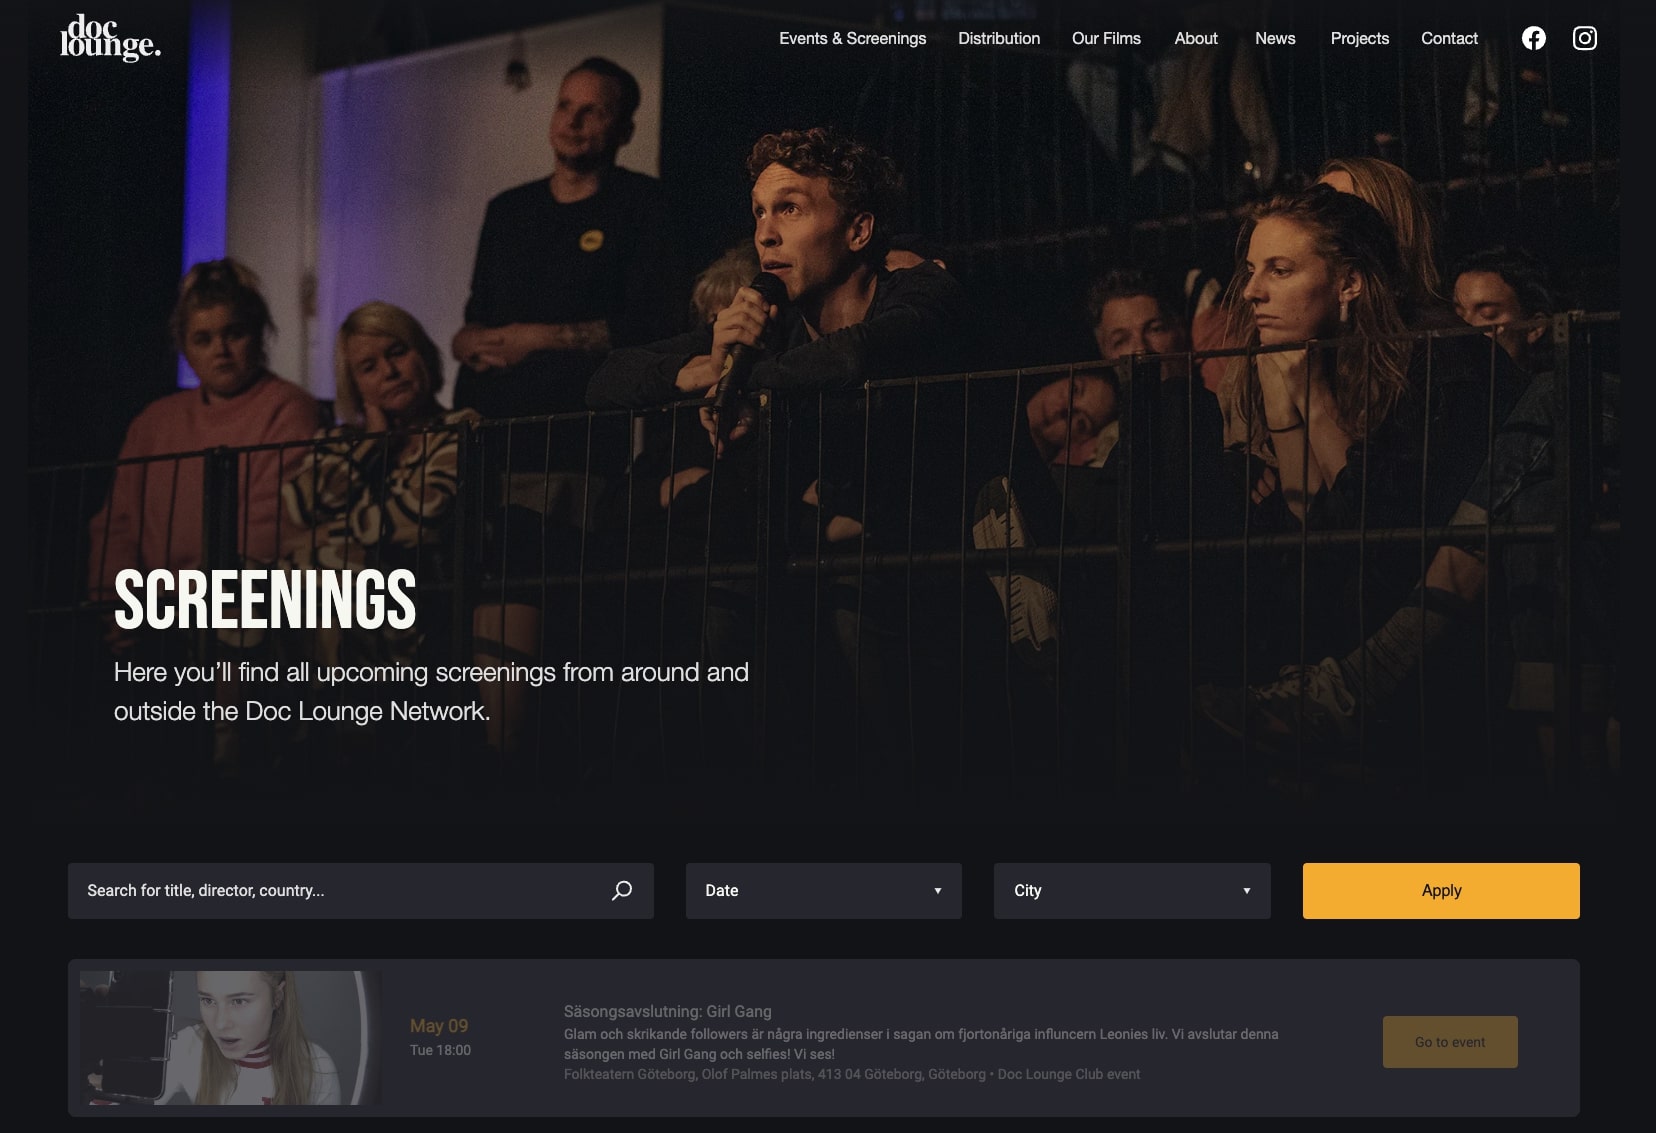 doc
lounge.
Events & Screenings
Distribution
Our Films
About
News
Projects
Contact
SCREENINGS
Here you’ll find all upcoming screenings from around and
outside the Doc Lounge Network.
Search for title, director, country...
Date
City
Apply
May 09
Tue 18:00
Säsongsavslutning: Girl Gang
Glam och skrikande followers är några ingredienser i sagan om fjortonåriga influncern Leonies liv. Vi avslutar denna
säsongen med Girl Gang och selfies! Vi ses!
Folkteatern Göteborg, Olof Palmes plats, 413 04 Göteborg, Göteborg • Doc Lounge Club event
Go to event